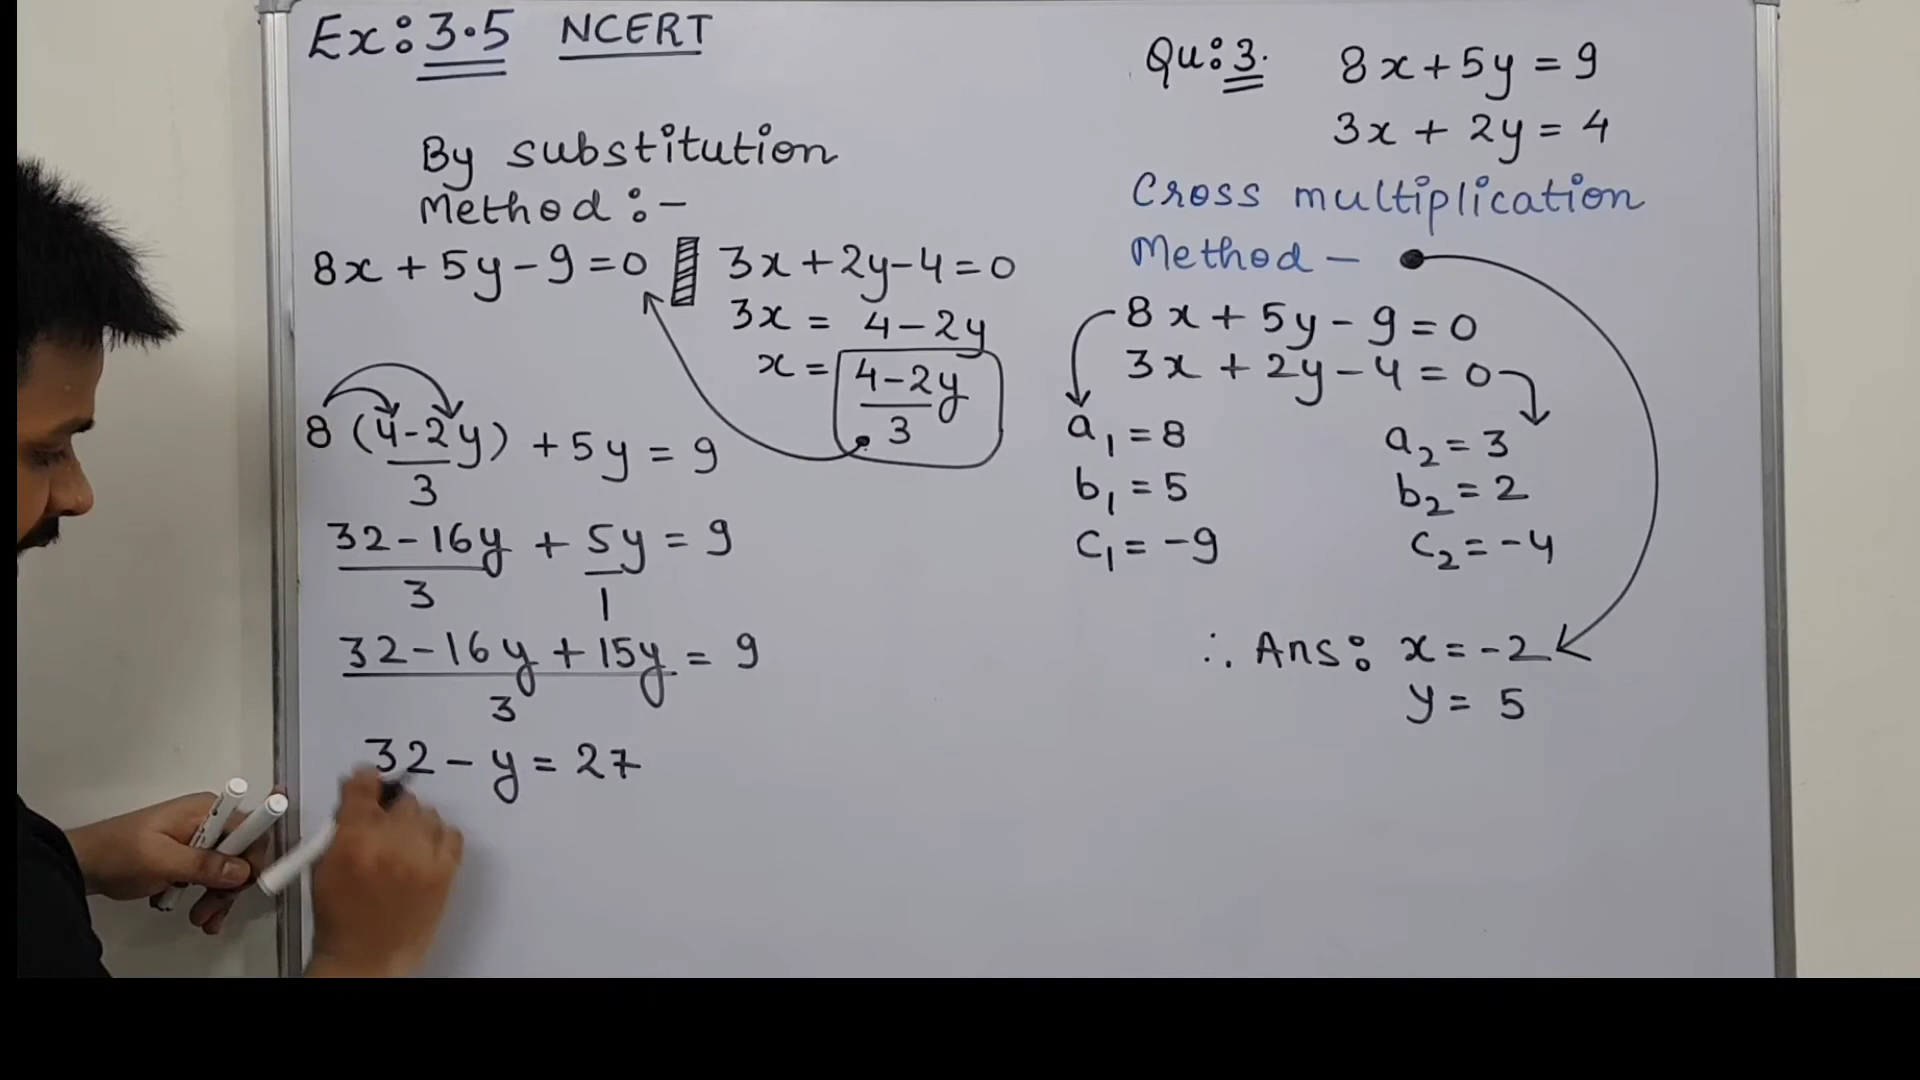 Ex: 3.5 NCERT
By substitution
Method :-
8x + 5y - 9 = 0
8(4-2y)/3 + 5y = 9
32-16y/3 + 5y/1 = 9
32-16y+15y/3 = 9
32 - y = 27
3x + 2y - 4 = 0
3x = 4 - 2y
x = 4-2y/3
Qu: 3. 8x + 5y = 9
3x + 2y = 4
Cross multiplication
Method -
8x + 5y - 9 = 0
3x + 2y - 4 = 0
a₁ = 8 a₂ = 3
b₁ = 5 b₂ = 2
c₁ = -9 c₂ = -4
∴ Ans: x = -2
y = 5